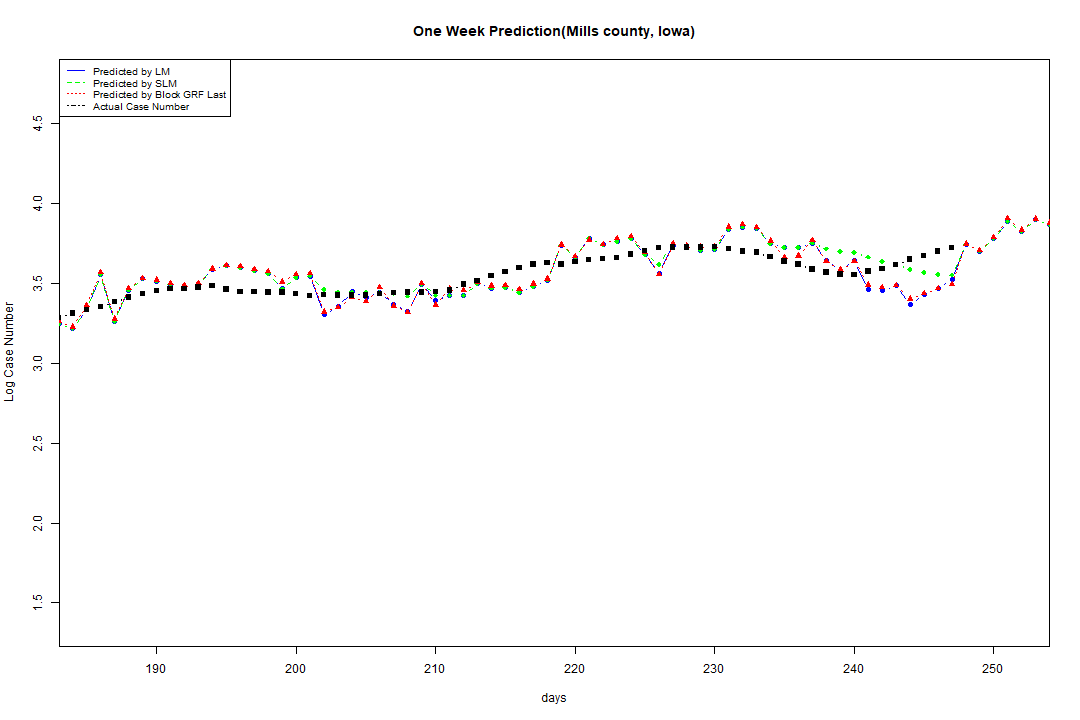 One Week Prediction(Mills county, Iowa)
Predicted by LM
Predicted by SLM
Predicted by Block GRF Last
Actual Case Number
4.5
4.0
3.5
3.0
2.5
2.0
1.5
Log Case Number
190 200 210 220 230 240 250
days